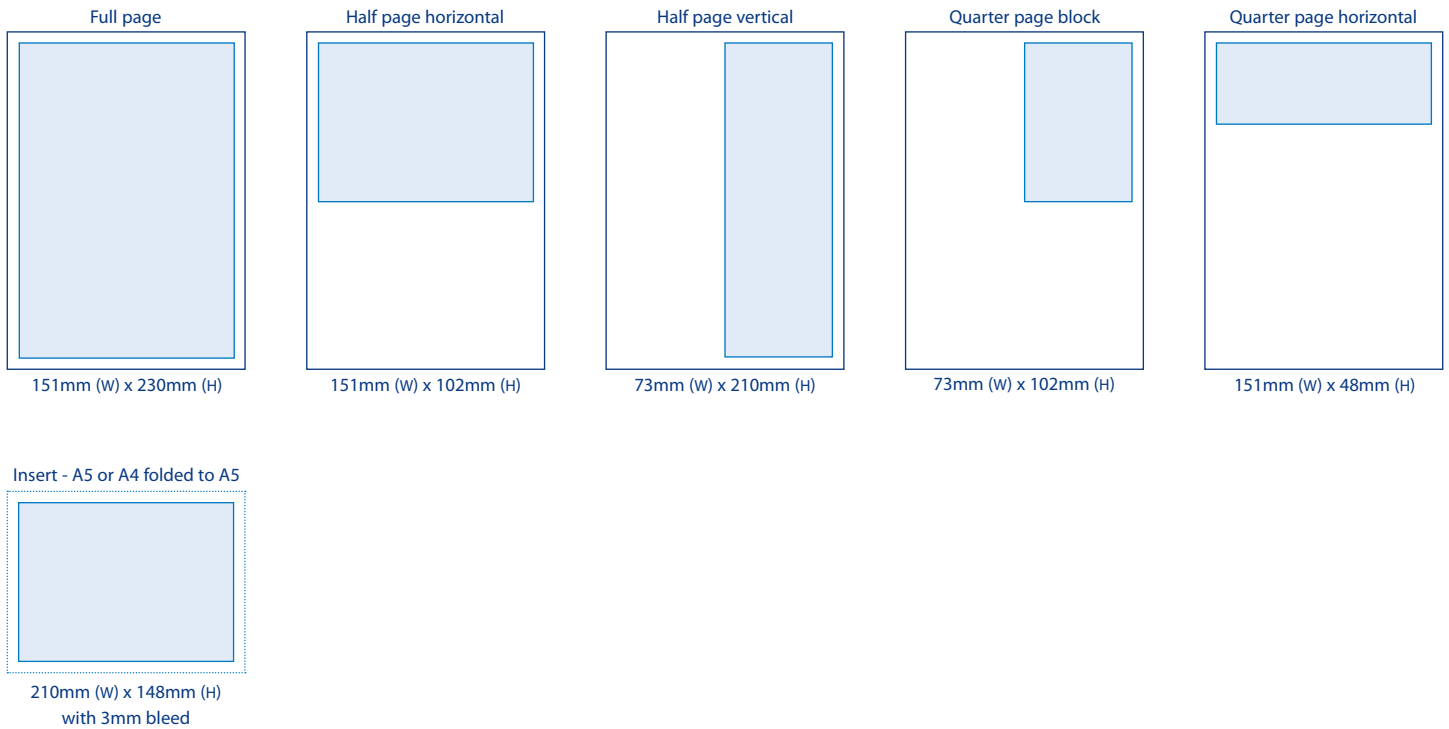 Full page
Half page horizontal
Half page vertical
Quarter page block
Quarter page horizontal
151mm (W) x 230mm (H)
151mm (W) x 102mm (H)
73mm (W) x 210mm (H)
73mm (W) x 102mm (H)
151mm (W) x 48mm (H)
Insert - A5 or A4 folded to A5
210mm (W) x 148mm (H)
with 3mm bleed